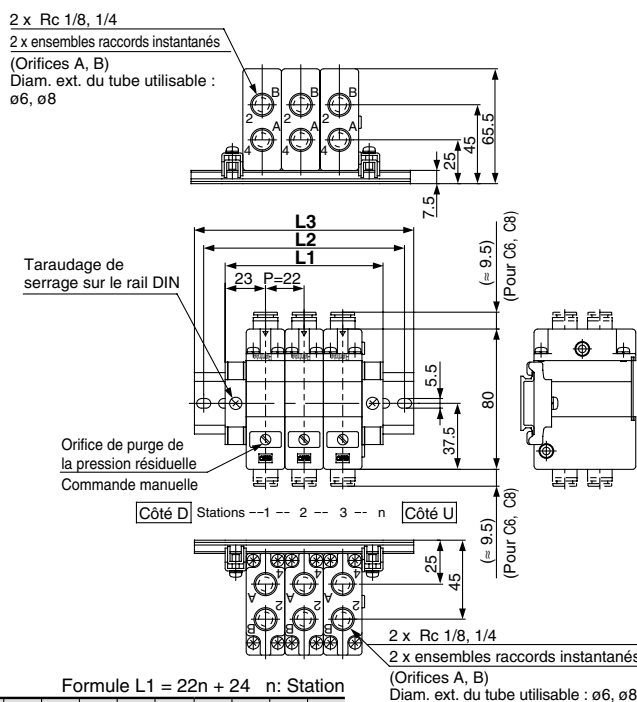 2 x Rc 1/8, 1/4
2 x ensembles raccords instantanés
(Orifices A, B)
Diam. ext. du tube utilisable :
ø6, ø8
B B B
2 2 2
A A A
4 4 4
25
45
65.5
7.5
L3
L2
L1
23 P=22
Taraudage de
serrage sur le rail DIN
(≈ 9.5)
(Pour C6, C8)
5.5
80
37.5
Orifice de purge de
la pression résiduelle
Commande manuelle
Côté D Stations --1 -- 2 -- 3 -- n Côté U
(≈ 9.5)
(Pour C6, C8)
4 4 4
A A A
2 2 2
B B B
25
45
2 x Rc 1/8, 1/4
2 x ensembles raccords instantanés
(Orifices A, B)
Diam. ext. du tube utilisable : ø6, ø8
Formule L1 = 22n + 24 n: Station